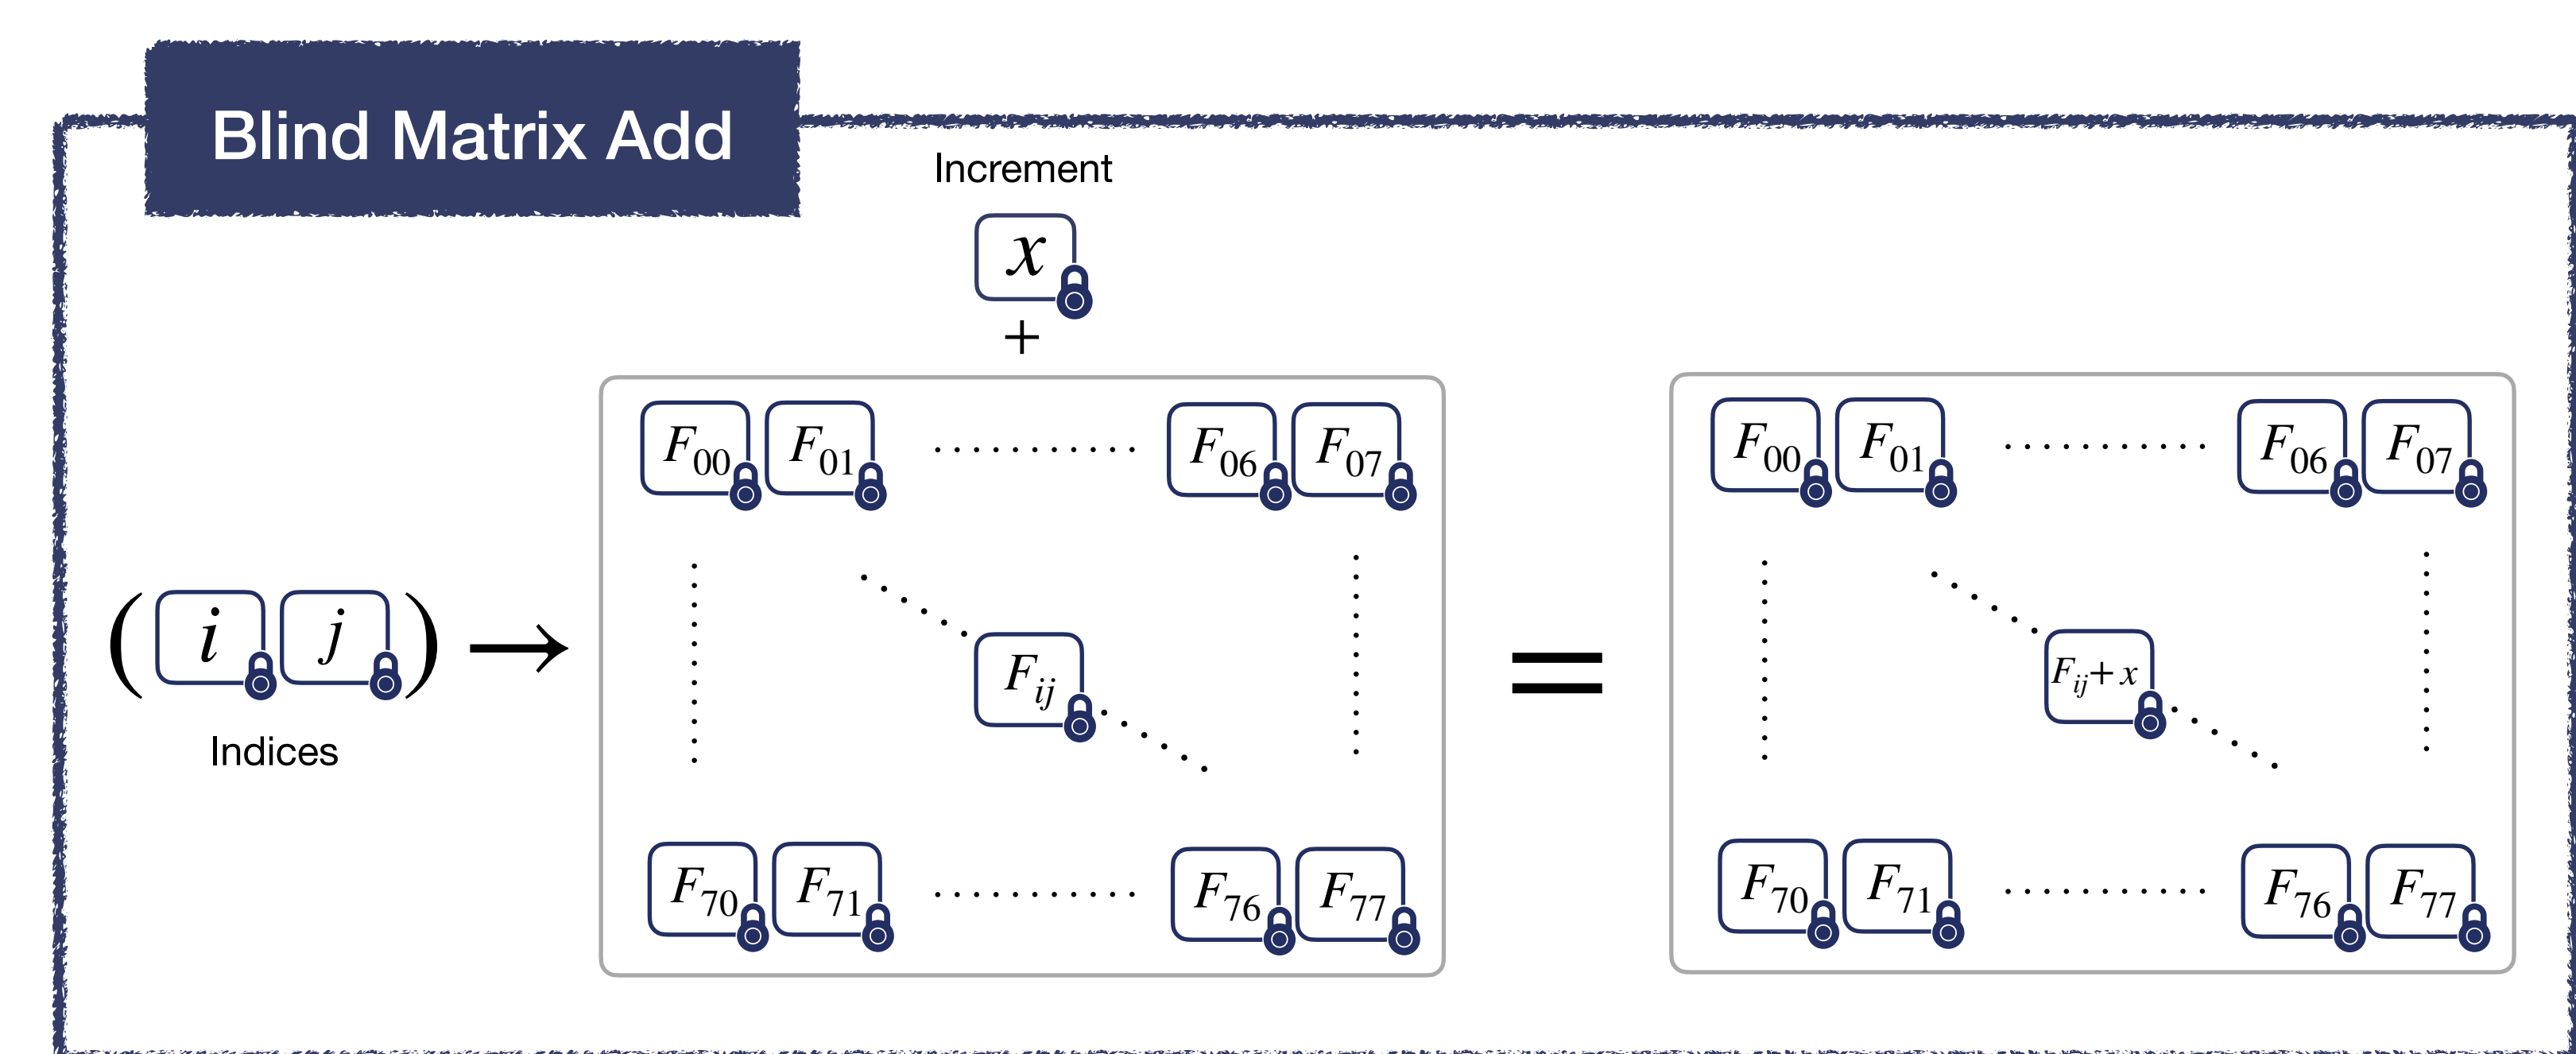 Blind Matrix Add
Increment
x
+
F00 F01 ........... F06 F07
F00 F01 ........... F06 F07
(i j) → Fij = Fij+ x
Indices
F70 F71 ........... F76 F77
F70 F71 ........... F76 F77